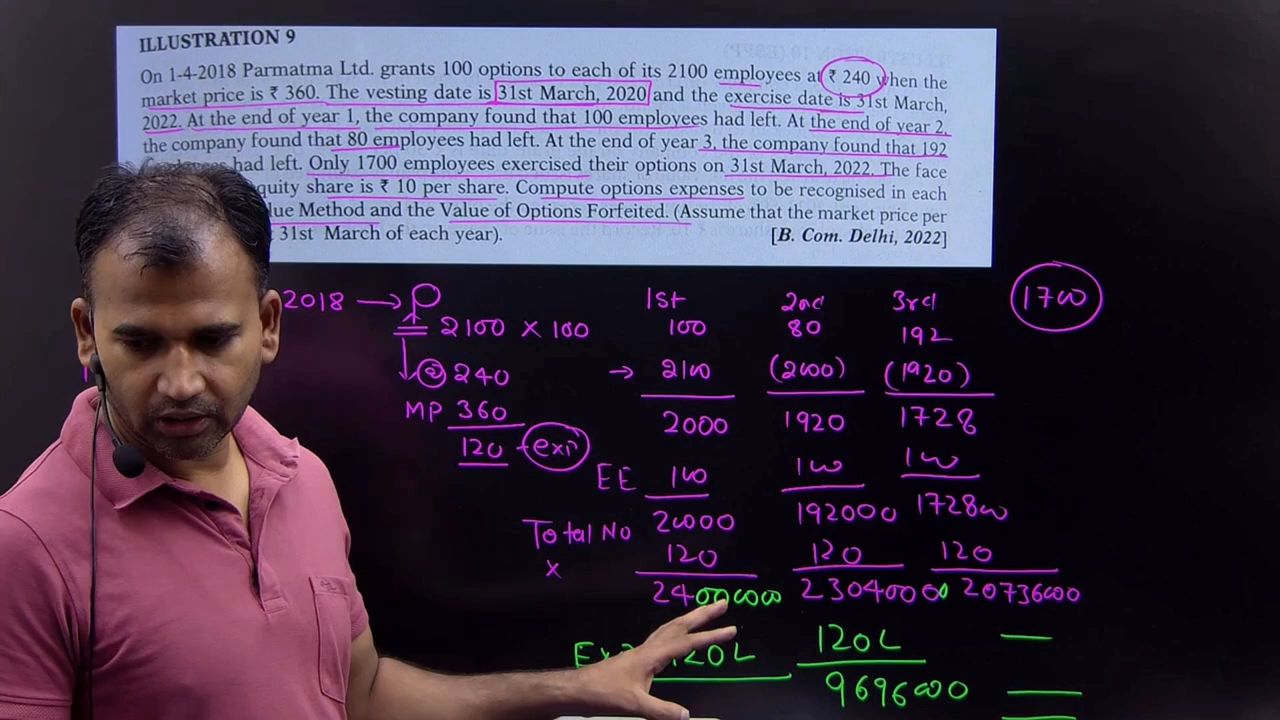 ILLUSTRATION 9
On 1-4-2018 Parmatma Ltd. grants 100 options to each of its 2100 employees at ₹ 240 when the
market price is ₹ 360. The vesting date is 31st March, 2020 and the exercise date is 31st March,
2022. At the end of year 1, the company found that 100 employees had left. At the end of year 2,
the company found that 80 employees had left. At the end of year 3, the company found that 192
had left. Only 1700 employees exercised their options on 31st March, 2022. The face
quity share is ₹ 10 per share. Compute options expenses to be recognised in each
lue Method and the Value of Options Forfeited. (Assume that the market price per
31st March of each year).
[B. Com. Delhi, 2022]
2018 → 1st 2nd 3rd 1700
2100 × 100 100 80 192
@ 240 → 2100 (2000) (1920)
MP 360 2000 1920 1728
120 - exp
EE 100 100 100
Total No 20000 192000 172800
× 120 120 120
24000000 23040000 20736000
120L 120L —
9696000